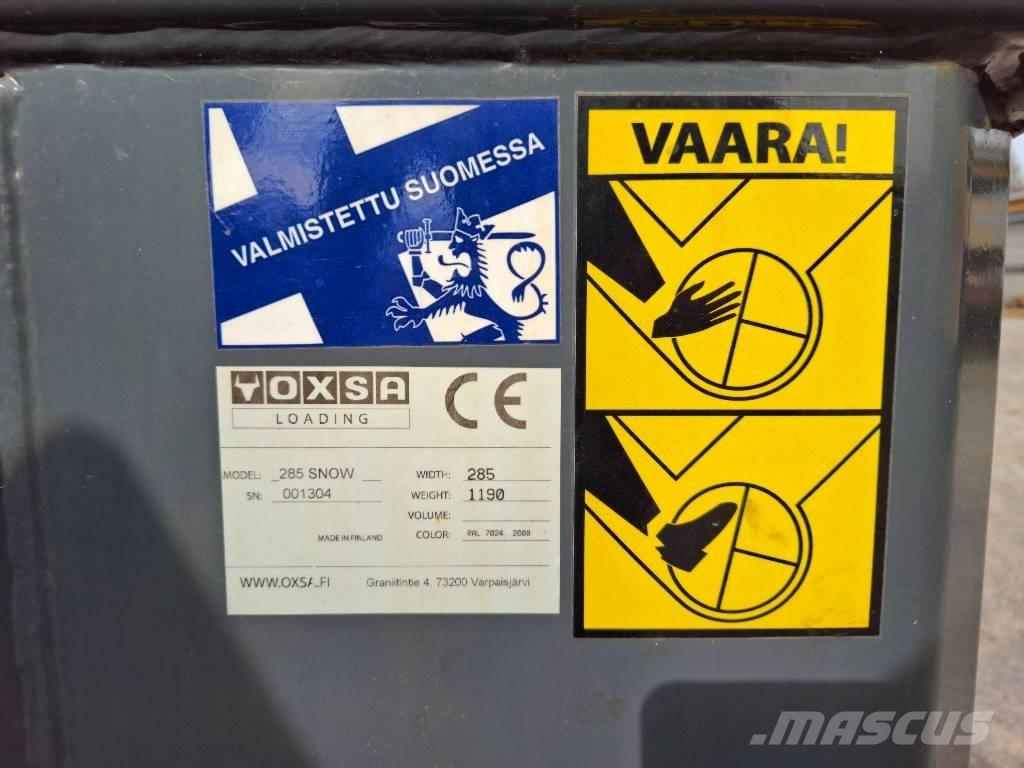 VALMISTETTU SUOMESSA
VAARA!
OXSA
LOADING
CE
MODEL: 285 SNOW
SN: 001304
WIDTH: 285
WEIGHT: 1190
VOLUME:
COLOR: RAL 7024, 2008
MADE IN FINLAND
WWW.OXSA.FI
Graniitintie 4, 73200 Varpaisjärvi
MASCUS